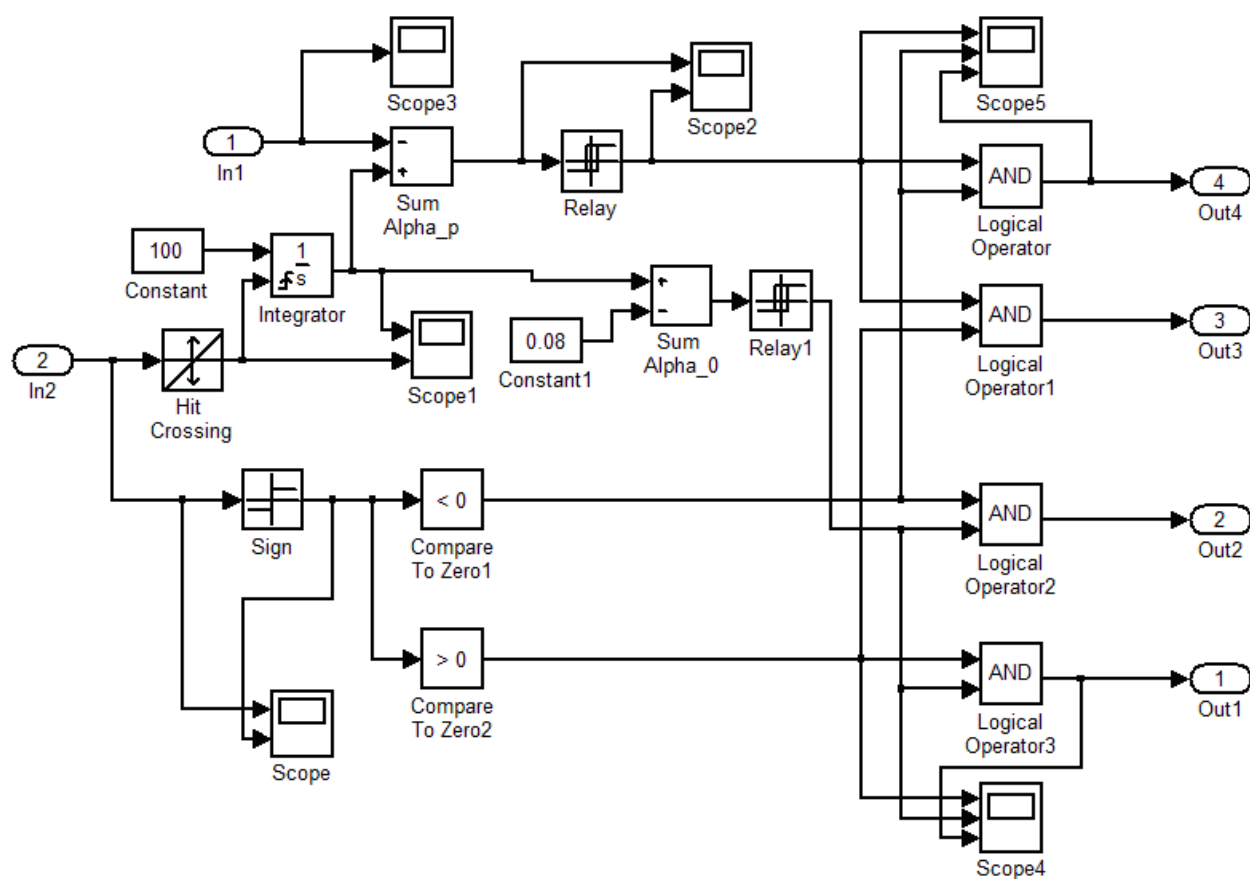 Scope3
Scope2
Scope5
1
In1
-
+
Sum
Alpha_p
Relay
AND
Logical
Operator
4
Out4
100
Constant
1
s
Integrator
+
-
Sum
Alpha_0
Relay1
0.08
Constant1
AND
Logical
Operator1
3
Out3
2
In2
Hit
Crossing
Scope1
Sign
< 0
Compare
To Zero1
AND
Logical
Operator2
2
Out2
> 0
Compare
To Zero2
AND
Logical
Operator3
1
Out1
Scope
Scope4